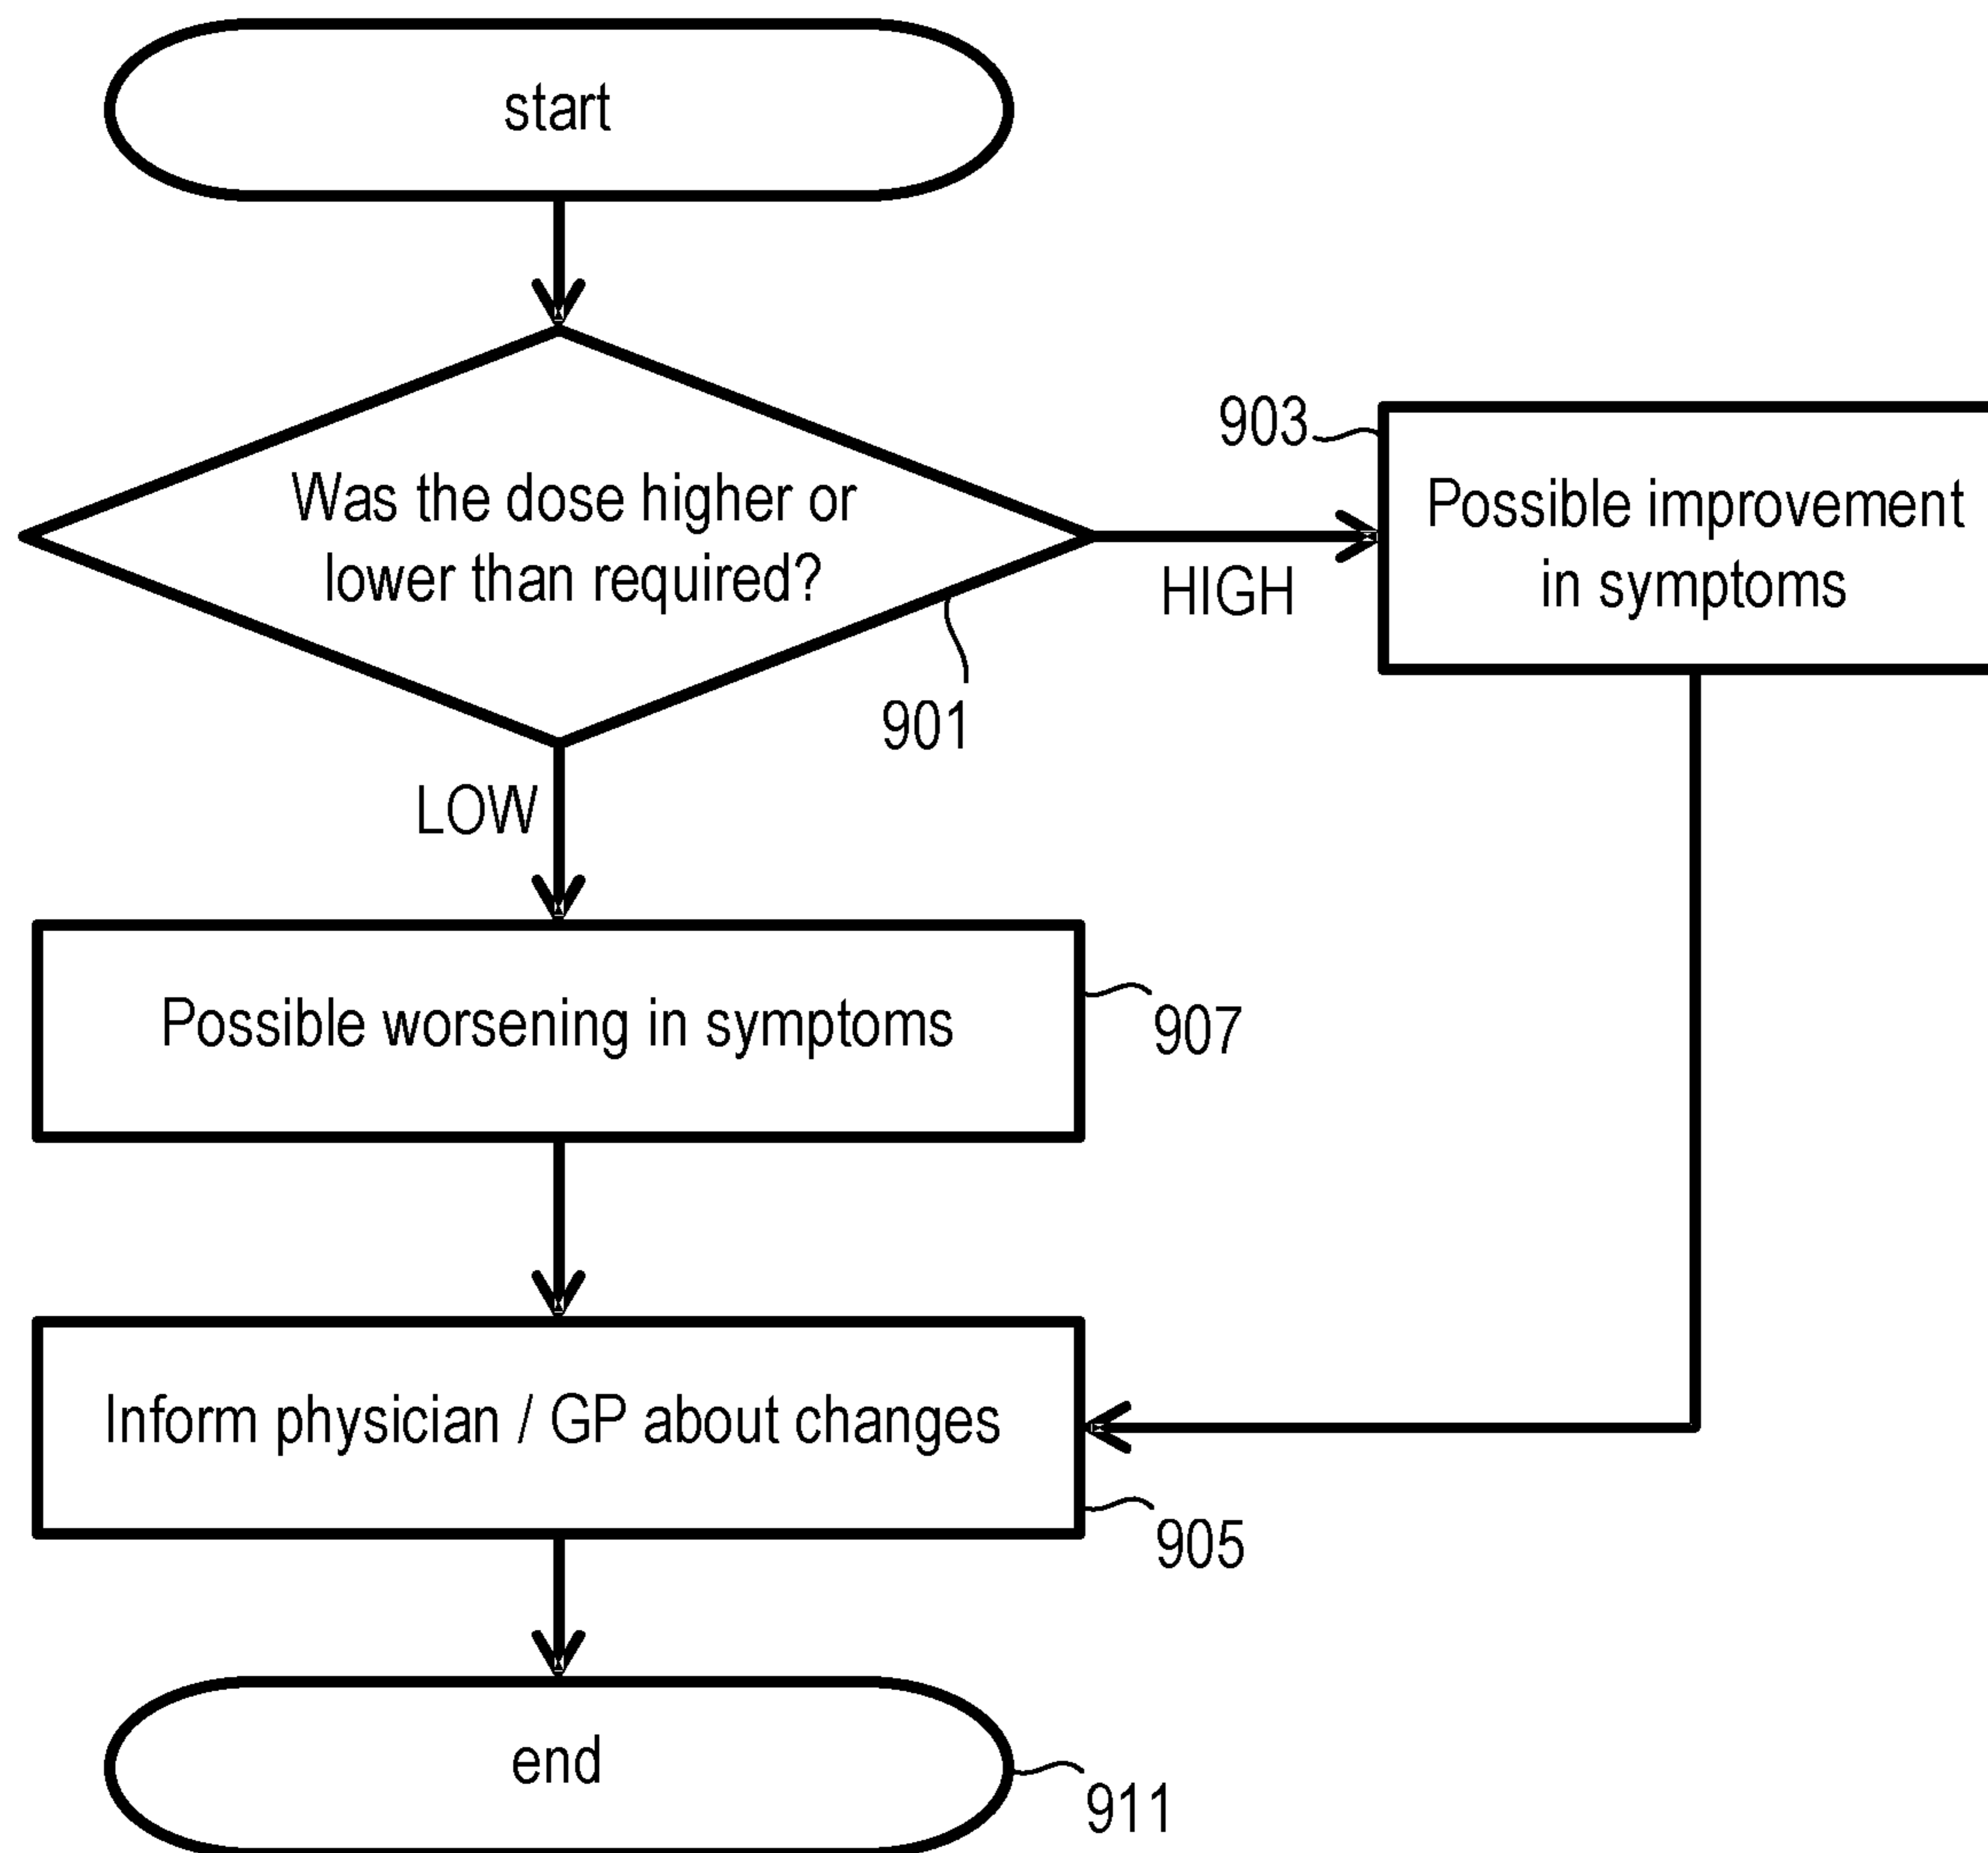 start
Was the dose higher or
lower than required?
901
HIGH
903
Possible improvement
in symptoms
LOW
Possible worsening in symptoms
907
Inform physician / GP about changes
905
end
911